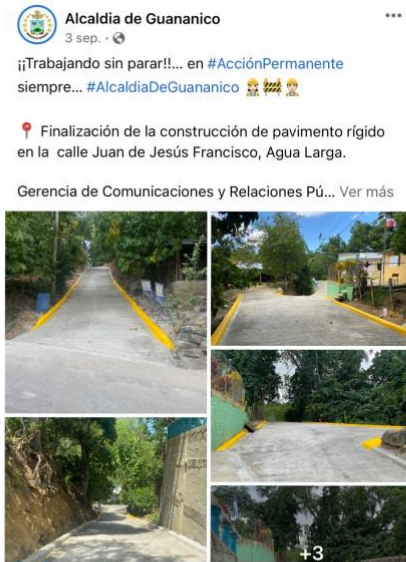 Alcaldia de Guananico
3 sep.
¡¡Trabajando sin parar!!... en #AcciónPermanente
siempre... #AlcaldiaDeGuananico
Finalización de la construcción de pavimento rígido
en la calle Juan de Jesús Francisco, Agua Larga.
Gerencia de Comunicaciones y Relaciones Pú... Ver más
+3